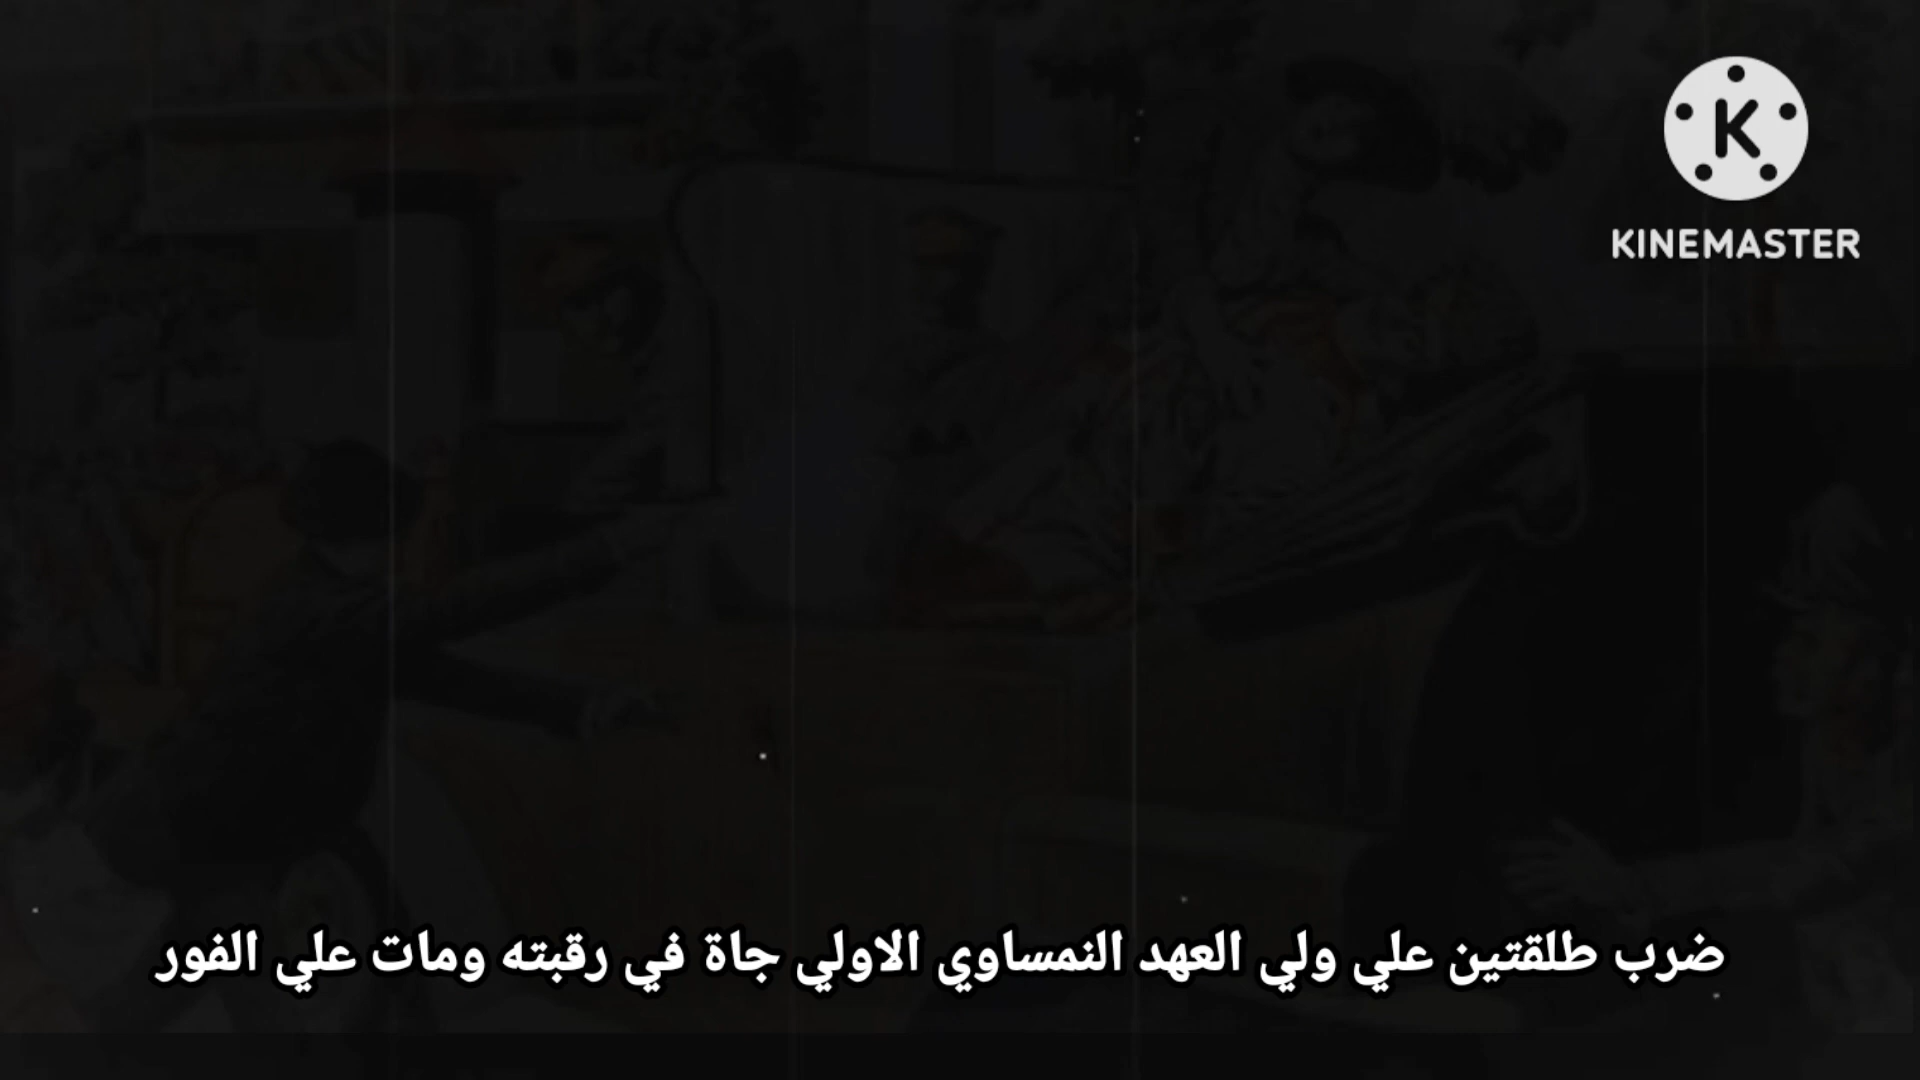 K
KINEMASTER
ضرب طلقتين علي ولي العهد النمساوي الاولي جاة في رقبته ومات علي الفور